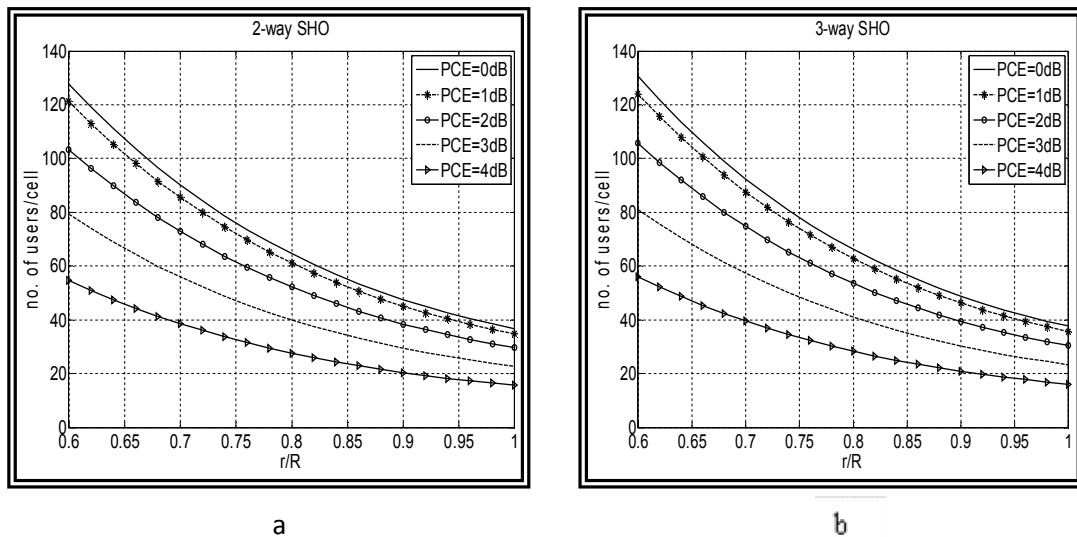 2-way SHO
140
120
100
80
60
40
20
0
no. of users/cell
PCE=0dB
PCE=1dB
PCE=2dB
PCE=3dB
PCE=4dB
0.6 0.65 0.7 0.75 0.8 0.85 0.9 0.95 1
r/R
a
3-way SHO
140
120
100
80
60
40
20
0
no. of users/cell
PCE=0dB
PCE=1dB
PCE=2dB
PCE=3dB
PCE=4dB
0.6 0.65 0.7 0.75 0.8 0.85 0.9 0.95 1
r/R
b